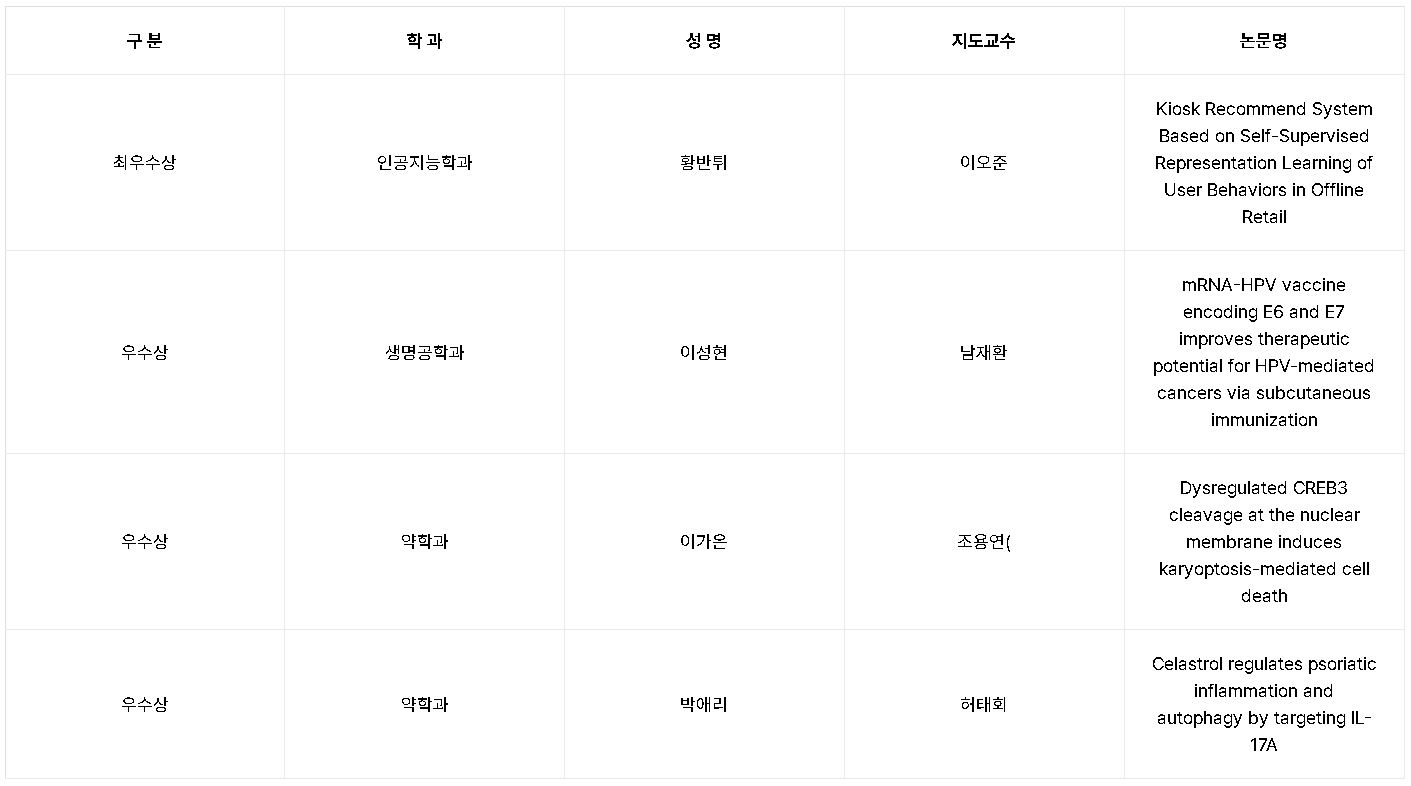 구 분 학 과 성 명 지도교수 논문명
최우수상 인공지능학과 황반튀 이오준
Kiosk Recommend System
Based on Self-Supervised
Representation Learning of
User Behaviors in Offline
Retail
우수상 생명공학과 이성현 남재환
mRNA-HPV vaccine
encoding E6 and E7
improves therapeutic
potential for HPV-mediated
cancers via subcutaneous
immunization
우수상 약학과 이가온 조용연(
Dysregulated CREB3
cleavage at the nuclear
membrane induces
karyoptosis-mediated cell
death
우수상 약학과 박애리 허태회
Celastrol regulates psoriatic
inflammation and
autophagy by targeting IL-
17A